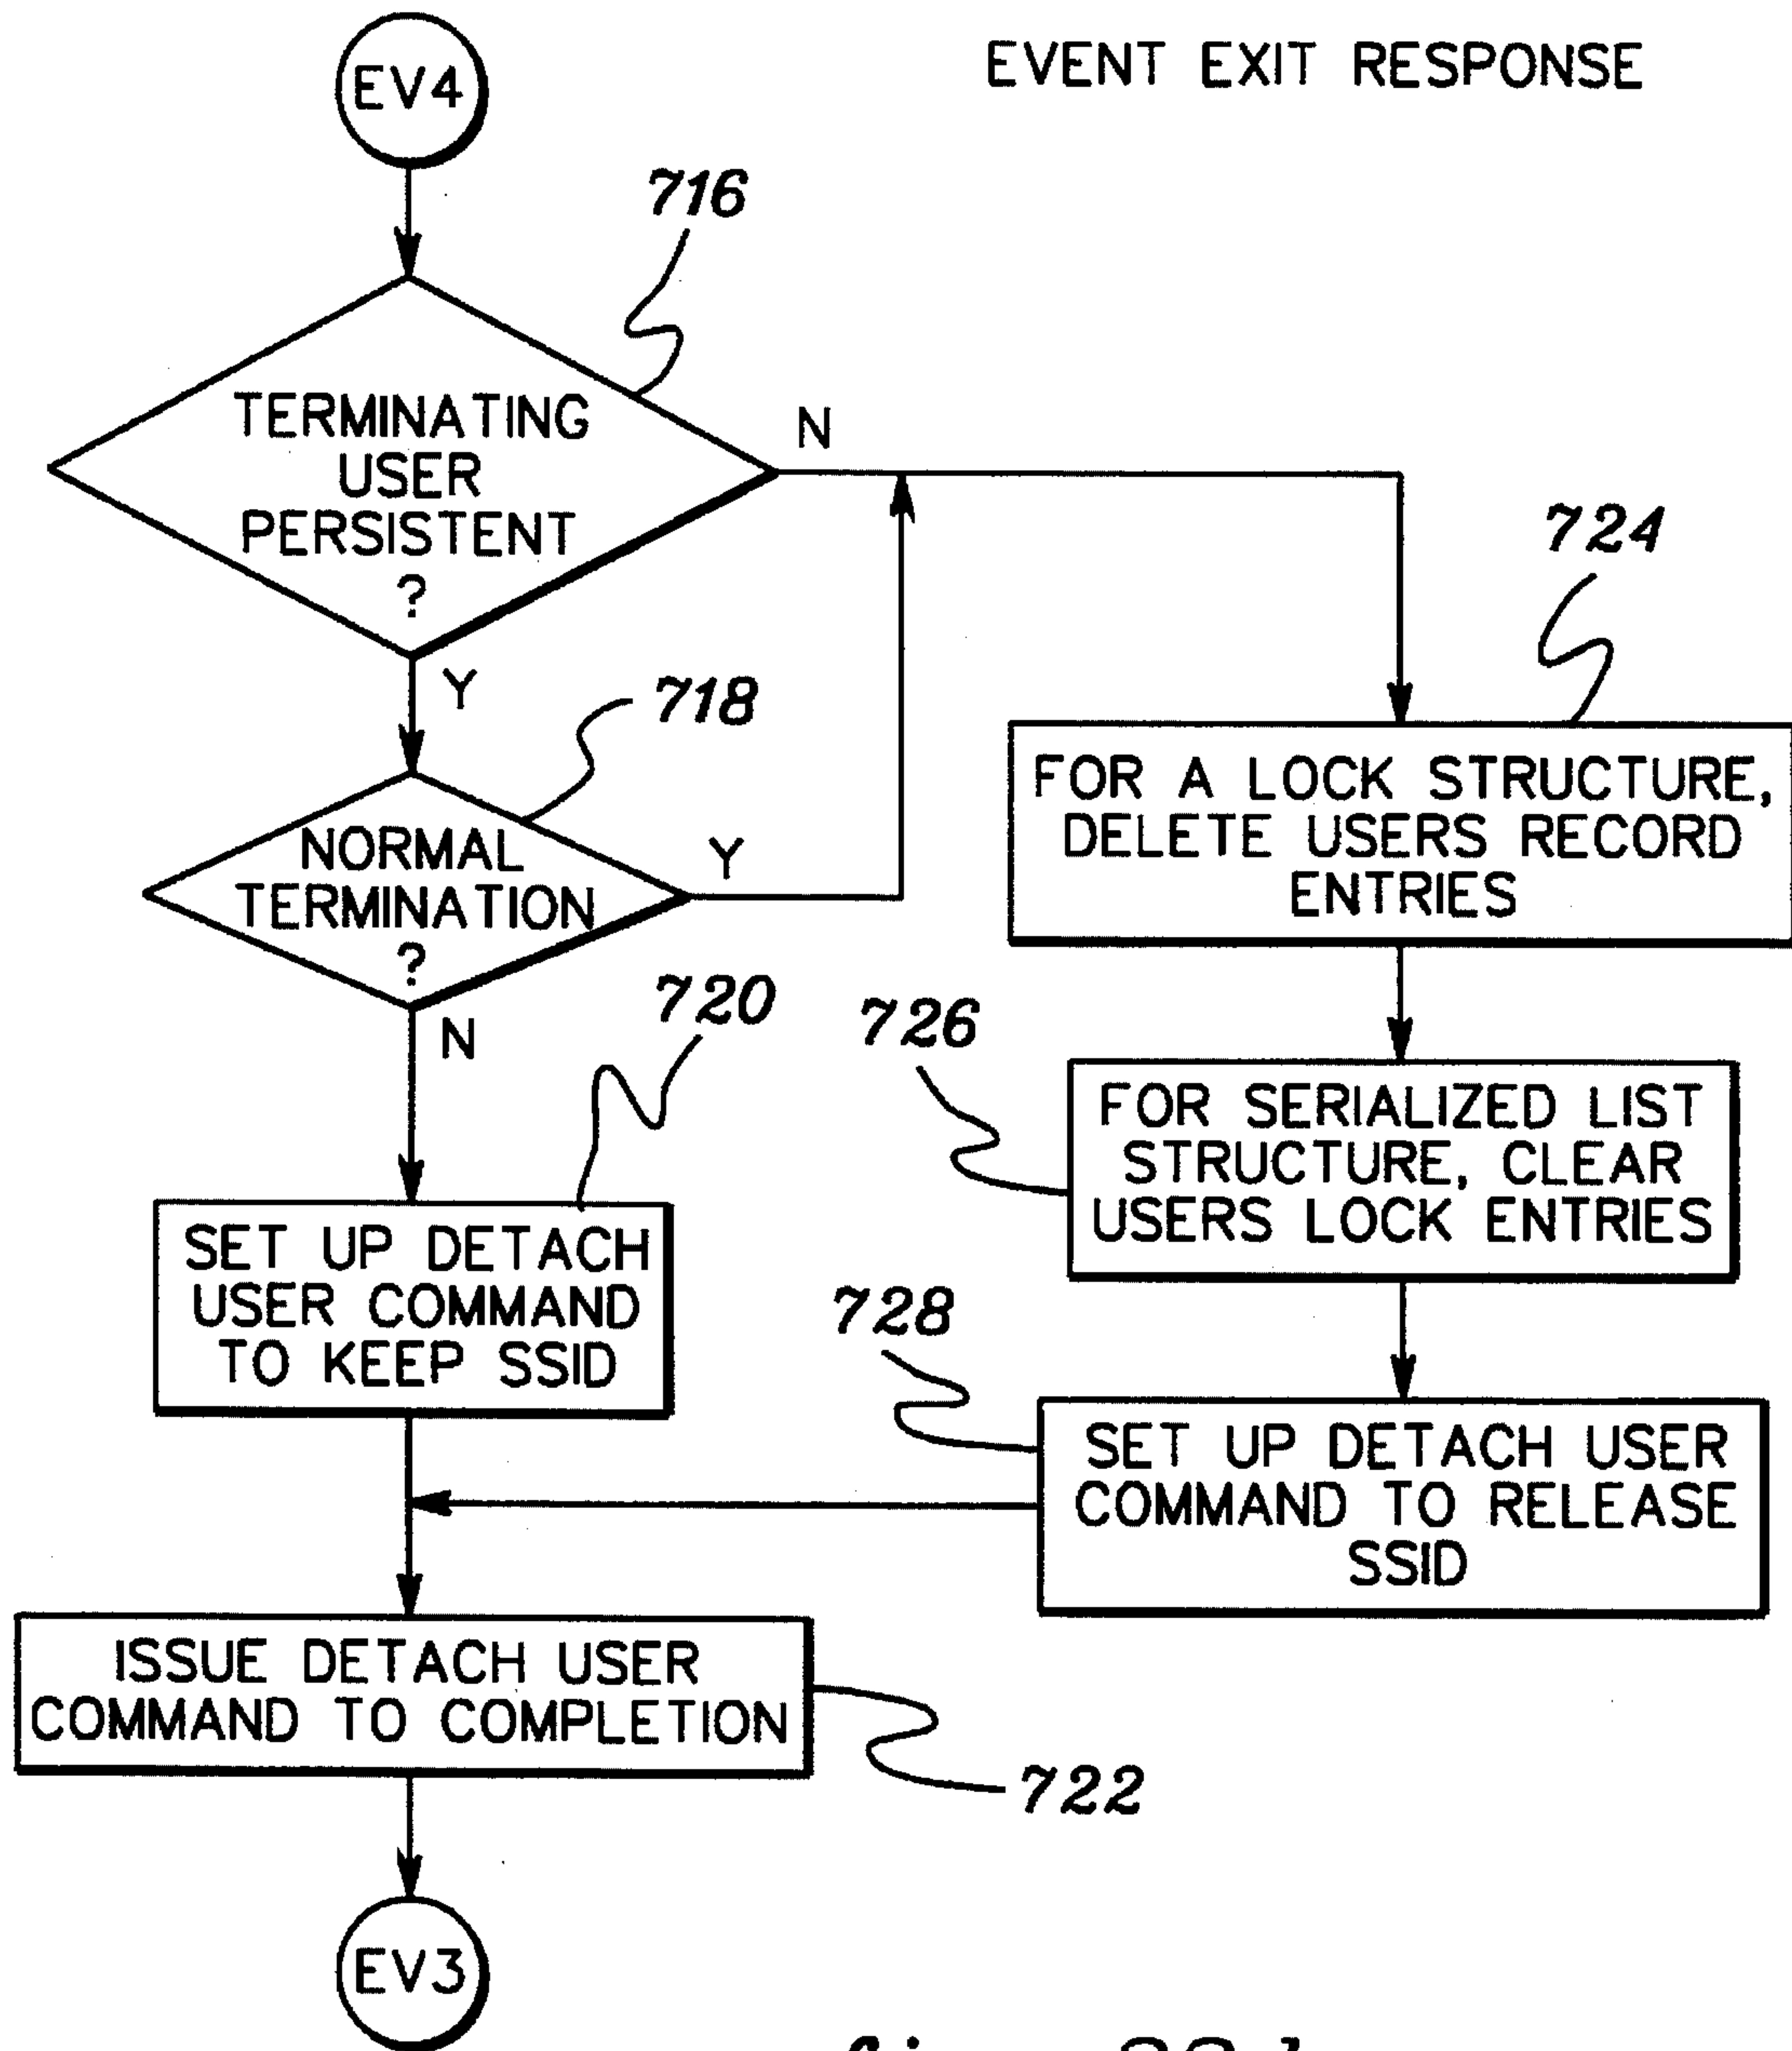 EV4
EVENT EXIT RESPONSE
716
TERMINATING
USER
PERSISTENT
?
N
Y
718
NORMAL
TERMINATION
?
Y
N
724
FOR A LOCK STRUCTURE,
DELETE USERS RECORD
ENTRIES
720
726
FOR SERIALIZED LIST
STRUCTURE, CLEAR
USERS LOCK ENTRIES
SET UP DETACH
USER COMMAND
TO KEEP SSID
728
SET UP DETACH USER
COMMAND TO RELEASE
SSID
ISSUE DETACH USER
COMMAND TO COMPLETION
722
EV3